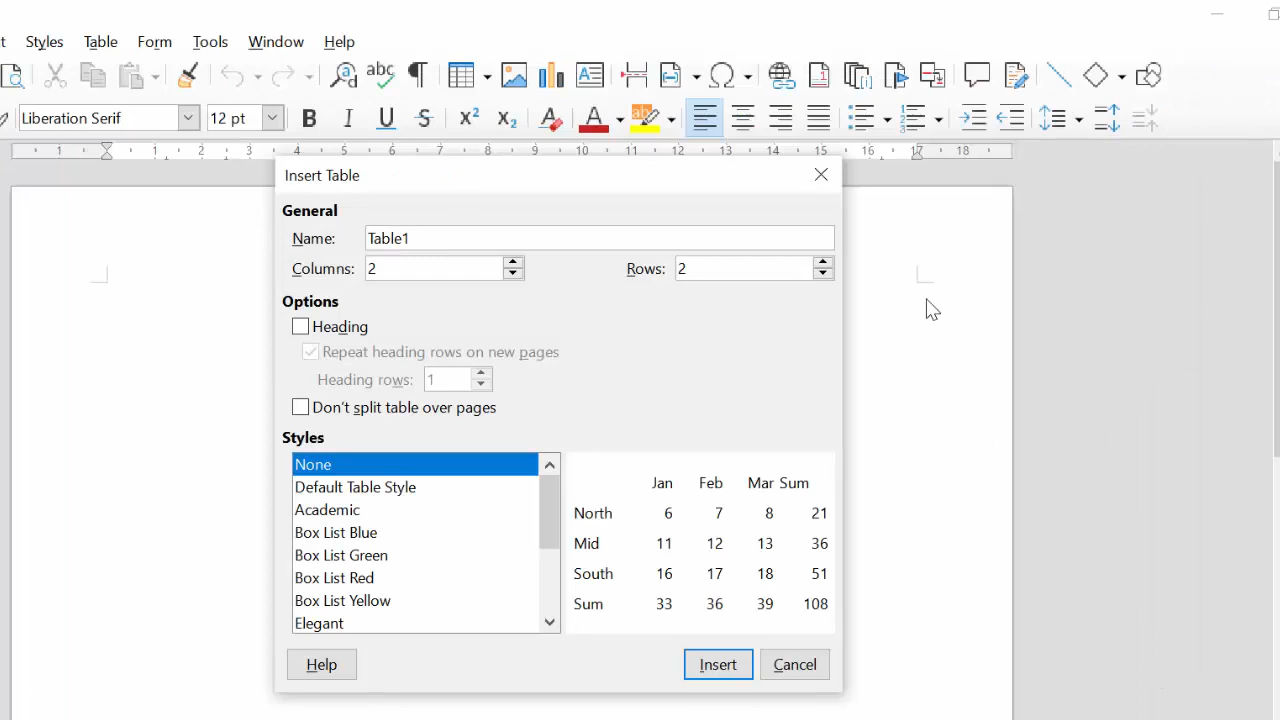 t Styles Table Form Tools Window Help
Liberation Serif 12 pt B I U S X² X₂ A
1 1 2 3 4 5 6 7 8 9 10 11 12 13 14 15 16 17 18
Insert Table
General
Name: Table1
Columns: 2 Rows: 2
Options
Heading
Repeat heading rows on new pages
Heading rows: 1
Don't split table over pages
Styles
None
Default Table Style
Academic
Box List Blue
Box List Green
Box List Red
Box List Yellow
Elegant
Jan Feb Mar Sum
North 6 7 8 21
Mid 11 12 13 36
South 16 17 18 51
Sum 33 36 39 108
Help Insert Cancel